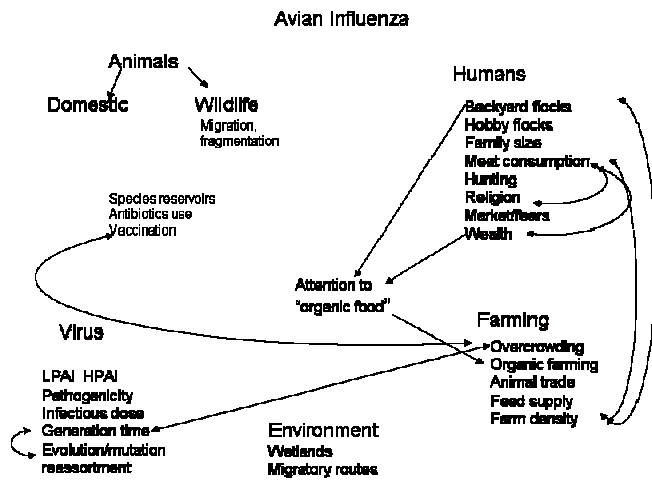 Avian Influenza
Animals
Domestic
Wildlife
Migration,
fragmentation
Species reservoirs
Antibiotics use
Vaccination
Humans
Backyard flocks
Hobby flocks
Family size
Meat consumption
Hunting
Religion
Market/fears
Wealth
Attention to
"organic food"
Virus
LPAI HPAI
Pathogenicity
Infectious dose
Generation time
Evolution/mutation
reassortment
Environment
Wetlands
Migratory routes
Farming
Overcrowding
Organic farming
Animal trade
Feed supply
Farm density